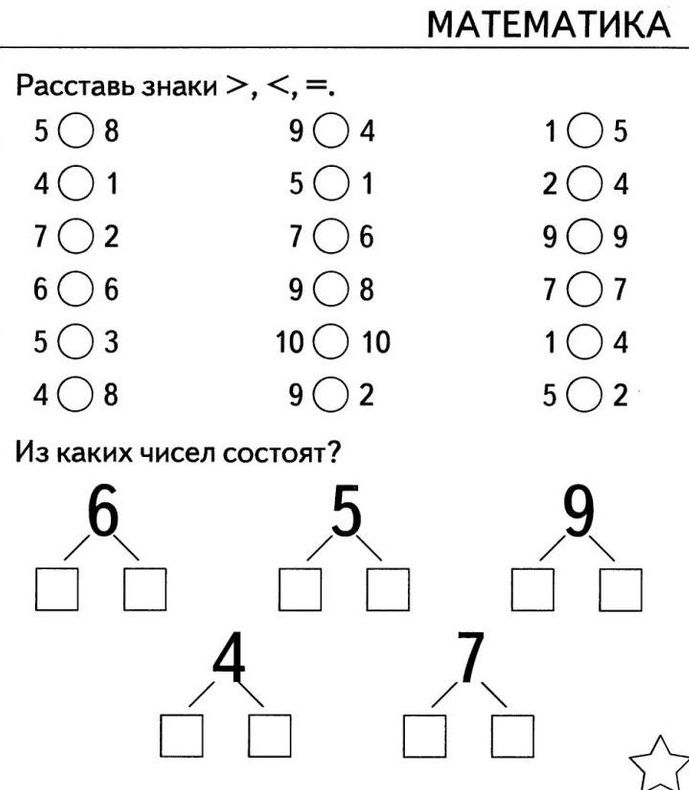 МАТЕМАТИКА
Расставь знаки >, <, =.
5 8 9 4 1 5
4 1 5 1 2 4
7 2 7 6 9 9
6 6 9 8 7 7
5 3 10 10 1 4
4 8 9 2 5 2
Из каких чисел состоят?
6 5 9
4 7